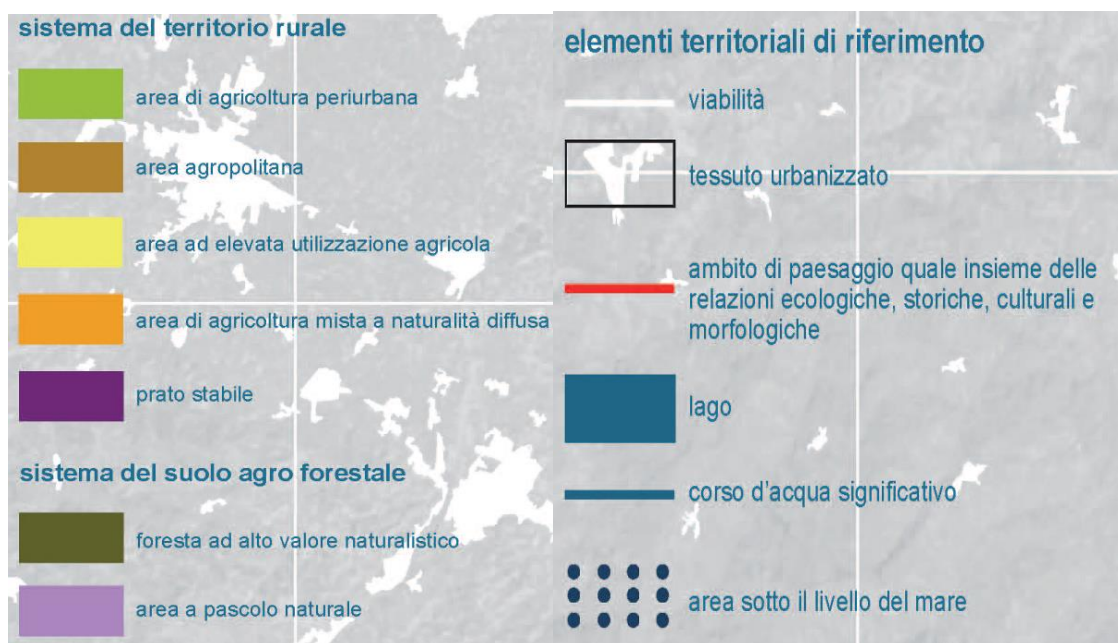 sistema del territorio rurale
area di agricoltura periurbana
area agropolitana
area ad elevata utilizzazione agricola
area di agricoltura mista a naturalità diffusa
prato stabile
sistema del suolo agro forestale
foresta ad alto valore naturalistico
area a pascolo naturale
elementi territoriali di riferimento
viabilità
tessuto urbanizzato
ambito di paesaggio quale insieme delle
relazioni ecologiche, storiche, culturali e
morfologiche
lago
corso d'acqua significativo
area sotto il livello del mare